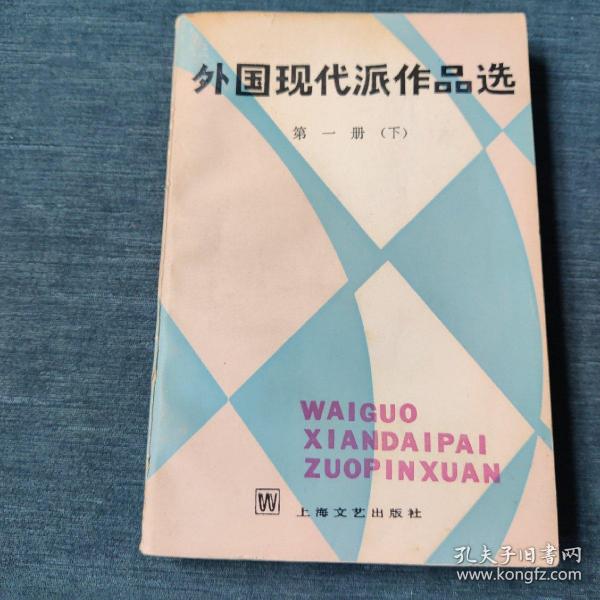 外国现代派作品选
第一册（下）
WAIGUO
XIANDAIPAI
ZUOPINXUAN
W 上海文艺出版社
孔夫子旧书网
www.kongfz.com